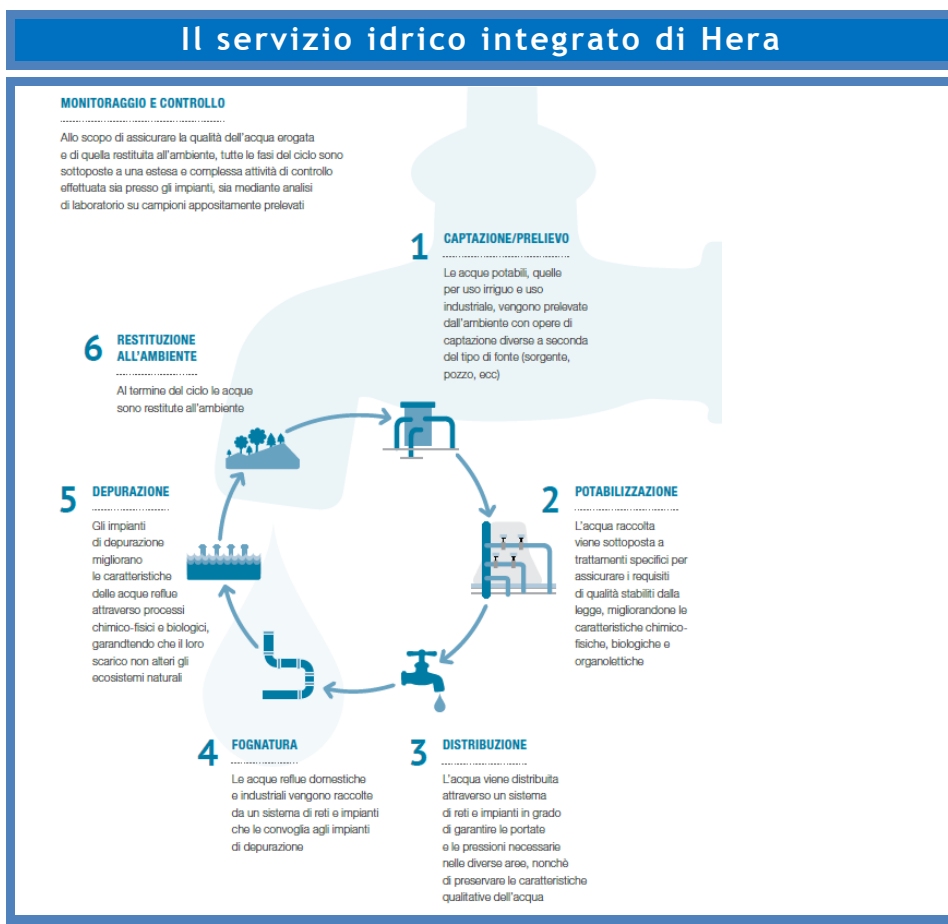 Il servizio idrico integrato di Hera
MONITORAGGIO E CONTROLLO
Allo scopo di assicurare la qualità dell'acqua erogata
e di quella restituita all'ambiente, tutte le fasi del ciclo sono
sottoposte a una estesa e complessa attività di controllo
effettuata sia presso gli impianti, sia mediante analisi
di laboratorio su campioni appositamente prelevati
1 CAPTAZIONE/PRELIEVO
Le acque potabili, quelle
per uso irriguo e uso
industriale, vengono prelevate
dall'ambiente con opere di
captazione diverse a seconda
del tipo di fonte (sorgente,
pozzo, ecc)
6 RESTITUZIONE
ALL'AMBIENTE
Al termine del ciclo le acque
sono restitute all'ambiente
5 DEPURAZIONE
Gli impianti
di depurazione
migliorano
le caratteristiche
delle acque reflue
attraverso processi
chimico-fisici e biologici,
garandtendo che il loro
scarico non alteri gli
ecosistemi naturali
2 POTABILIZZAZIONE
L'acqua raccolta
viene sottoposta a
trattamenti specifici per
assicurare i requisiti
di qualità stabiliti dalla
legge, migliorandone le
caratteristiche chimico-
fisiche, biologiche e
organolettiche
4 FOGNATURA
Le acque reflue domestiche
e industriali vengono raccolte
da un sistema di reti e impianti
che le convoglia agli impianti
di depurazione
3 DISTRIBUZIONE
L'acqua viene distribuita
attraverso un sistema
di reti e impianti in grado
di garantire le portate
e le pressioni necessarie
nelle diverse aree, nonchè
di preservare le caratteristiche
qualitative dell'acqua